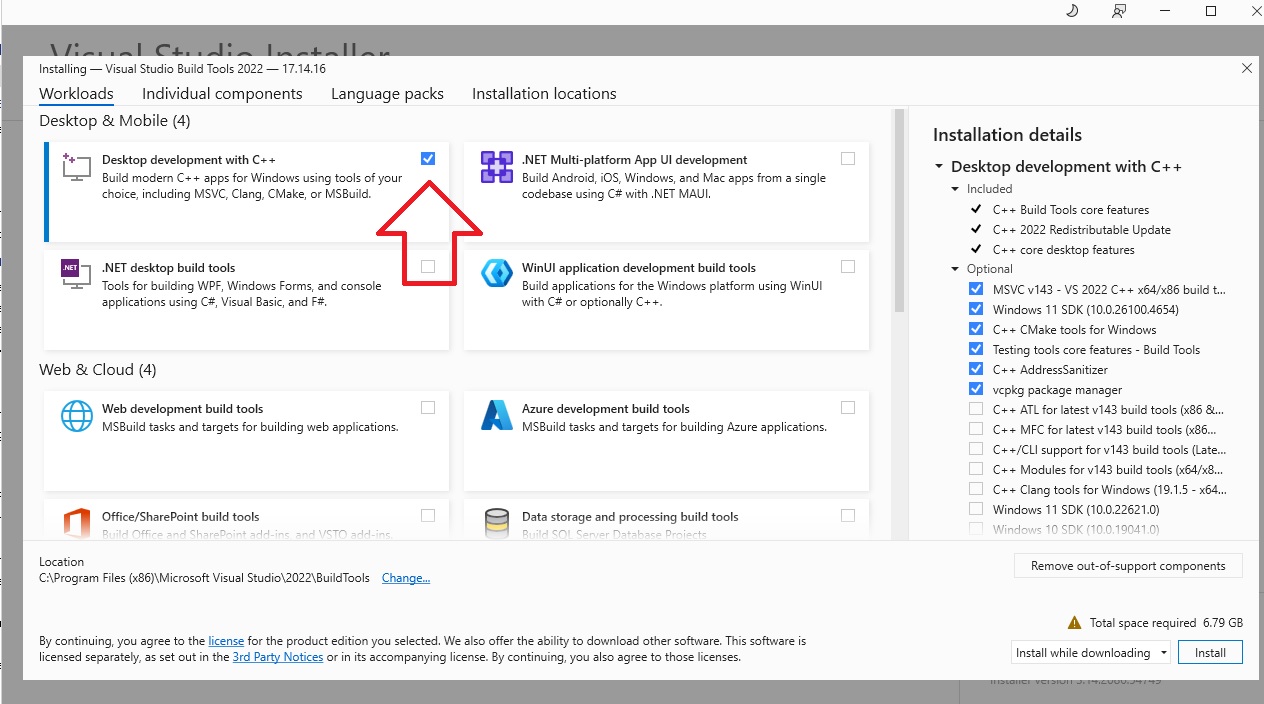 Visual Studio Installer
Installing — Visual Studio Build Tools 2022 — 17.14.16
Workloads Individual components Language packs Installation locations
Desktop & Mobile (4)
Desktop development with C++
Build modern C++ apps for Windows using tools of your
choice, including MSVC, Clang, CMake, or MSBuild.
.NET Multi-platform App UI development
Build Android, iOS, Windows, and Mac apps from a single
codebase using C# with .NET MAUI.
.NET
.NET desktop build tools
Tools for building WPF, Windows Forms, and console
applications using C#, Visual Basic, and F#.
WinUI application development build tools
Build applications for the Windows platform using WinUI
with C# or optionally C++.
Web & Cloud (4)
Web development build tools
MSBuild tasks and targets for building web applications.
Azure development build tools
MSBuild tasks and targets for building Azure applications.
Office/SharePoint build tools
Build Office and SharePoint add-ins, and VSTO add-ins.
Data storage and processing build tools
Build SQL Server Database Projects
Installation details
Desktop development with C++
Included
C++ Build Tools core features
C++ 2022 Redistributable Update
C++ core desktop features
Optional
MSVC v143 - VS 2022 C++ x64/x86 build t...
Windows 11 SDK (10.0.26100.4654)
C++ CMake tools for Windows
Testing tools core features - Build Tools
C++ AddressSanitizer
vcpkg package manager
C++ ATL for latest v143 build tools (x86 &...
C++ MFC for latest v143 build tools (x86...
C++/CLI support for v143 build tools (Late...
C++ Modules for v143 build tools (x64/x8...
C++ Clang tools for Windows (19.1.5 - x64...
Windows 11 SDK (10.0.22621.0)
Windows 10 SDK (10.0.19041.0)
Location
C:\Program Files (x86)\Microsoft Visual Studio\2022\BuildTools Change...
Remove out-of-support components
Total space required 6.79 GB
By continuing, you agree to the license for the product edition you selected. We also offer the ability to download other software. This software is
licensed separately, as set out in the 3rd Party Notices or in its accompanying license. By continuing, you also agree to those licenses.
Install while downloading Install